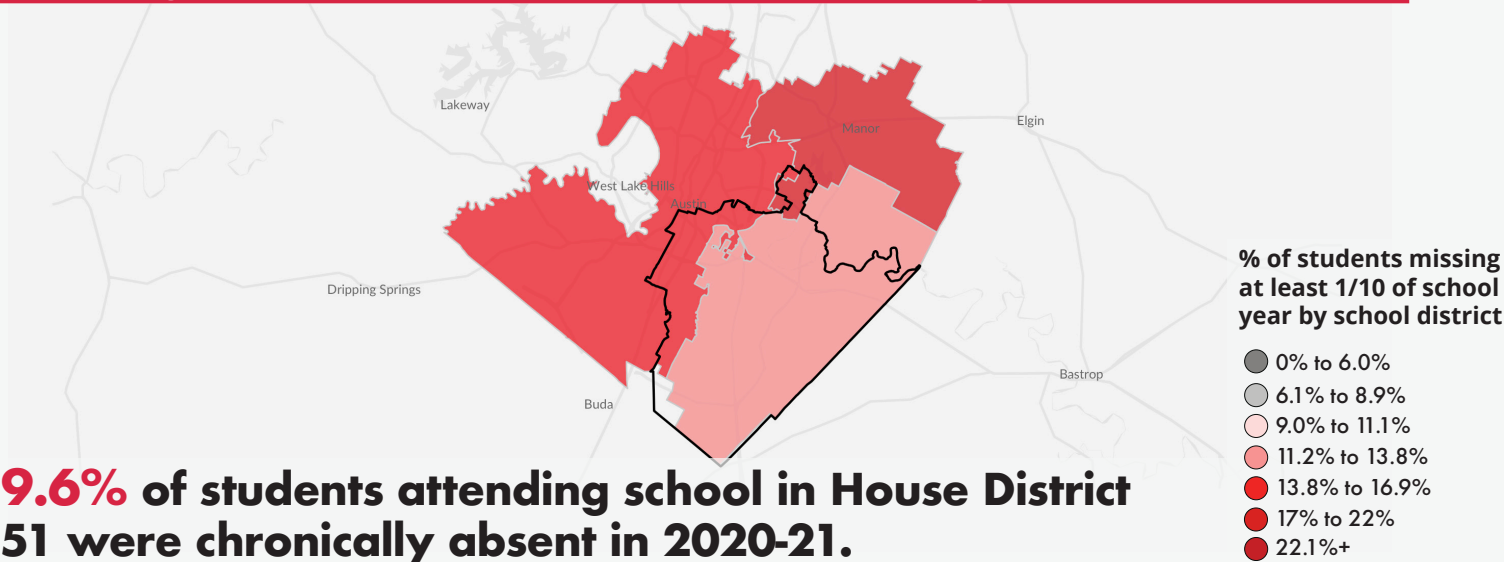 Lakeway
Elgin
Manor
West Lake Hills
Austin
Dripping Springs
Bastrop
Buda
% of students missing
at least 1/10 of school
year by school district
0% to 6.0%
6.1% to 8.9%
9.0% to 11.1%
11.2% to 13.8%
13.8% to 16.9%
17% to 22%
22.1%+
9.6% of students attending school in House District
51 were chronically absent in 2020-21.